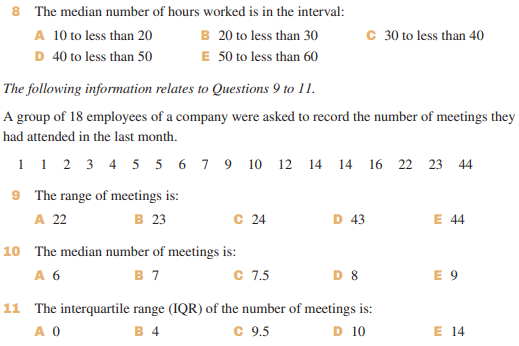 8 The median number of hours worked is in the interval:
A 10 to less than 20 B 20 to less than 30 C 30 to less than 40
D 40 to less than 50 E 50 to less than 60
The following information relates to Questions 9 to 11.
A group of 18 employees of a company were asked to record the number of meetings they
had attended in the last month.
1 1 2 3 4 5 5 6 7 9 10 12 14 14 16 22 23 44
9 The range of meetings is:
A 22 B 23 C 24 D 43 E 44
10 The median number of meetings is:
A 6 B 7 C 7.5 D 8 E 9
11 The interquartile range (IQR) of the number of meetings is:
A 0 B 4 C 9.5 D 10 E 14